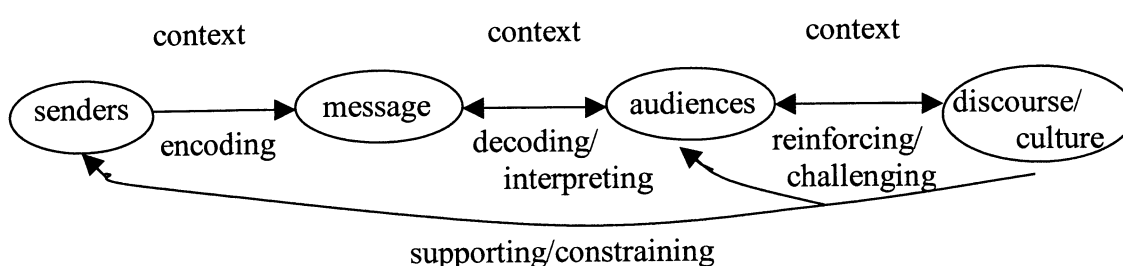 context
context
context
senders
message
audiences
discourse/
culture
encoding
decoding/
interpreting
reinforcing/
challenging
supporting/constraining